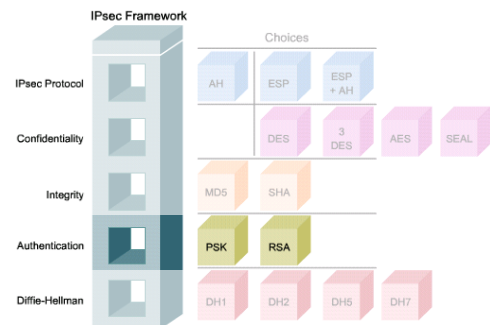 IPsec Framework
Choices
IPsec Protocol
AH
ESP
ESP
+ AH
Confidentiality
DES
3
DES
AES
SEAL
Integrity
MD5
SHA
Authentication
PSK
RSA
Diffie-Hellman
DH1
DH2
DH5
DH7